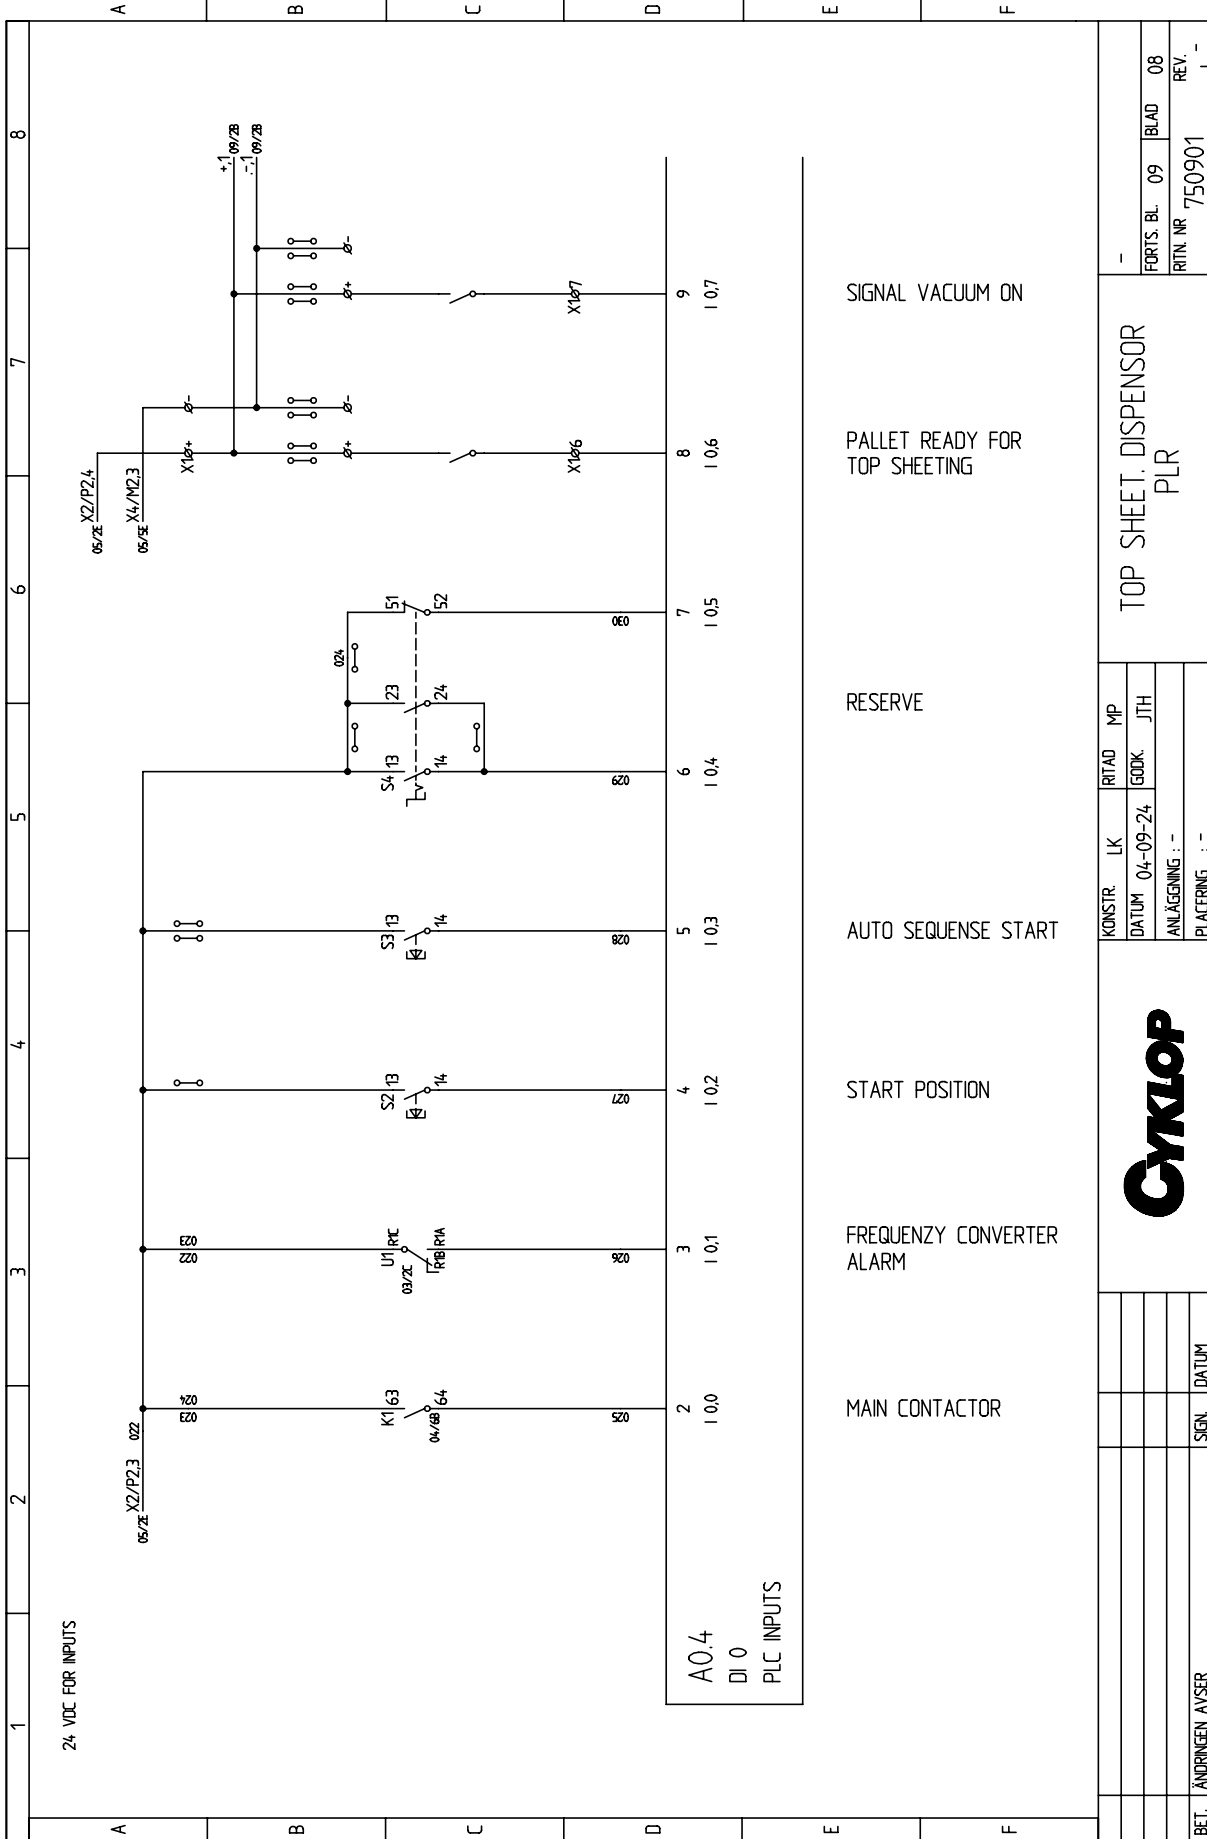 1 2 3 4 5 6 7 8
A B C D E F
24 VDC FOR INPUTS
05/2E X2/P2,3 022
05/2E X2/P2,4
05/5E X4/M2,3
+,1 09/2B
-,1 09/2B
023 024
022 023
024
X1 + -
+ - + -
K1 63
04/6B 64
U1 R1C
03/2C
R1B R1A
S2 13
14
S3 13
14
S4 13 23 51
14 24 52
025 026 027 028 029 030
X1 6 X1 7
2 3 4 5 6 7 8 9
I 0,0 I 0,1 I 0,2 I 0,3 I 0,4 I 0,5 I 0,6 I 0,7
A0.4
DI 0
PLC INPUTS
MAIN CONTACTOR
FREQUENZY CONVERTER
ALARM
START POSITION
AUTO SEQUENSE START
RESERVE
PALLET READY FOR
TOP SHEETING
SIGNAL VACUUM ON
A B C D E F
BET. ÄNDRINGEN AVSER SIGN. DATUM
CYKLOP
KONSTR. LK RITAD MP
DATUM 04-09-24 GODK. JTH
ANLÄGGNING : -
PLACERING : -
TOP SHEET. DISPENSOR
PLR
-
FORTS. BL. 09 BLAD 08
RITN. NR 750901 REV. -